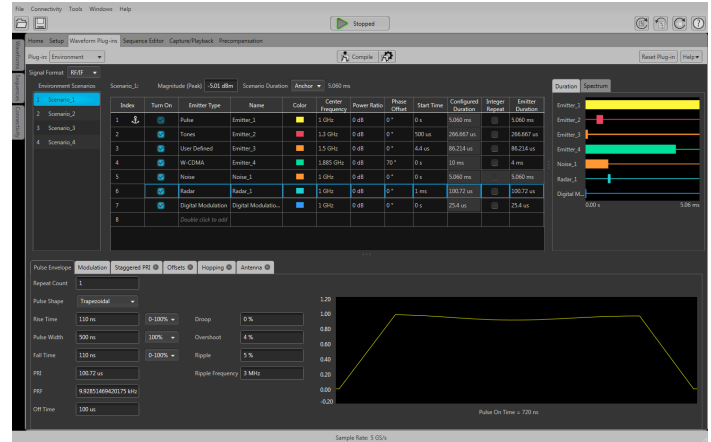 File Connectivity Tools Windows Help
Stopped
Home Setup Waveform Plug-ins Sequence Editor Capture/Playback Precompensation
Plug-in: Environment Compile Reset Plug-in Help
Waveforms
Sequences
Connectivity
Signal Format RF/IF
Environment Scenarios Scenario_1: Magnitude (Peak) -5.01 dBm Scenario Duration Anchor 5.060 ms
1 Scenario_1
2 Scenario_2
3 Scenario_3
4 Scenario_4
Index Turn On Emitter Type Name Color Center Frequency Power Ratio Phase Offset Start Time Configured Duration Integer Repeat Emitter Duration
1 Pulse Emitter_1 1 GHz 0 dB 0 ° 0 s 5.060 ms 5.060 ms
2 Tones Emitter_2 1.3 GHz 0 dB 0 ° 500 us 266.667 us 266.667 us
3 User Defined Emitter_3 1.5 GHz 0 dB 0 ° 4.4 us 86.214 us 86.214 us
4 W-CDMA Emitter_4 1.885 GHz 0 dB 70 ° 0 s 10 ms 4 ms
5 Noise Noise_1 1 GHz 0 dB 0 ° 0 s 5.060 ms 5.060 ms
6 Radar Radar_1 1 GHz 0 dB 0 ° 1 ms 100.72 us 100.72 us
7 Digital Modulation Digital Modulatio... 1 GHz 0 dB 0 ° 0 s 25.4 us 25.4 us
8 Double click to add
Duration Spectrum
Emitter_1
Emitter_2
Emitter_3
Emitter_4
Noise_1
Radar_1
Digital M...
0.00 s 5.06 ms
Pulse Envelope Modulation Staggered PRI Offsets Hopping Antenna
Repeat Count 1
Pulse Shape Trapezoidal
Rise Time 110 ns 0-100% Droop 0 %
Pulse Width 500 ns 100% Overshoot 4 %
Fall Time 110 ns 0-100% Ripple 5 %
PRI 100.72 us Ripple Frequency 3 MHz
PRF 9.92851469420175 kHz
Off Time 100 us
1.20
1.00
0.80
0.60
0.40
0.20
0.00
-0.20
Pulse On Time = 720 ns
Sample Rate: 5 GS/s